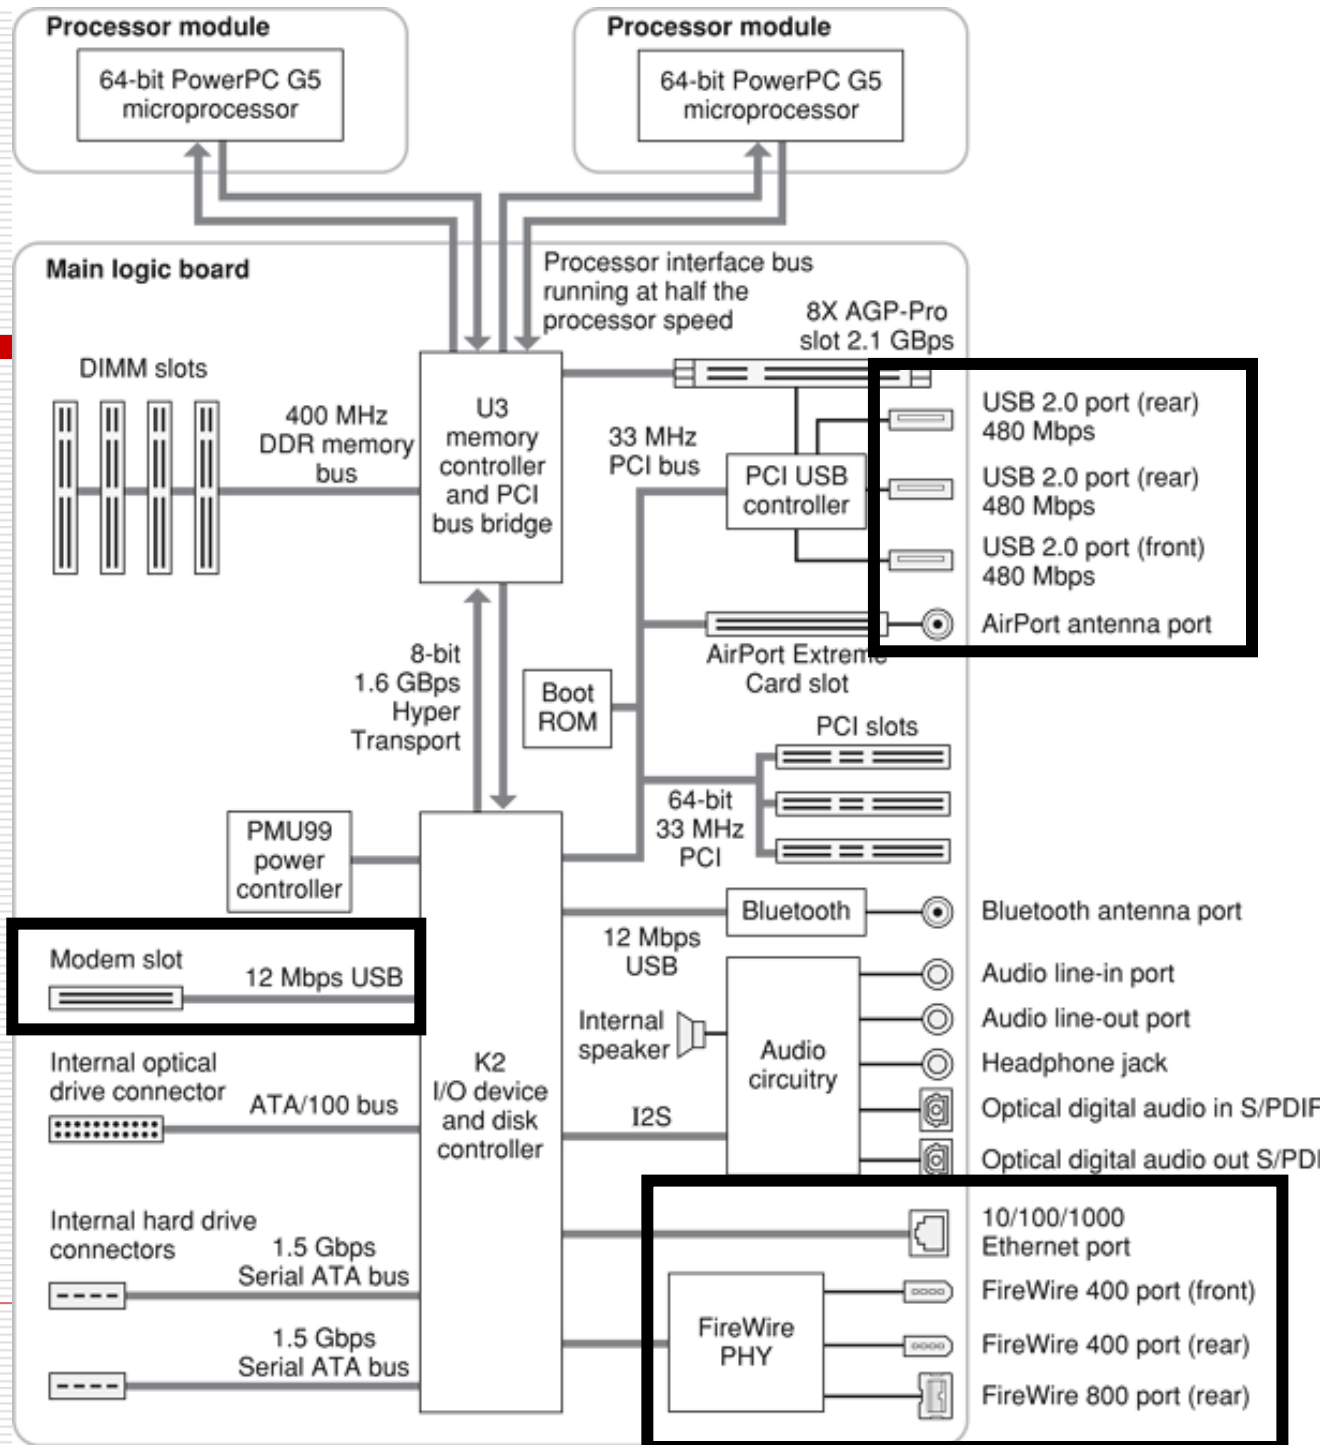 Processor module
64-bit PowerPC G5
microprocessor
Processor module
64-bit PowerPC G5
microprocessor
Main logic board
Processor interface bus
running at half the
processor speed
8X AGP-Pro
slot 2.1 GBps
DIMM slots
400 MHz
DDR memory
bus
U3
memory
controller
and PCI
bus bridge
33 MHz
PCI bus
PCI USB
controller
USB 2.0 port (rear)
480 Mbps
USB 2.0 port (rear)
480 Mbps
USB 2.0 port (front)
480 Mbps
AirPort antenna port
AirPort Extreme
Card slot
8-bit
1.6 GBps
Hyper
Transport
Boot
ROM
PCI slots
64-bit
33 MHz
PCI
PMU99
power
controller
Bluetooth
Bluetooth antenna port
12 Mbps
USB
Modem slot
12 Mbps USB
Audio line-in port
Internal
speaker
Audio
circuitry
Audio line-out port
Headphone jack
Internal optical
drive connector
ATA/100 bus
K2
I/O device
and disk
controller
I2S
Optical digital audio in S/PDIF
Optical digital audio out S/PDI
Internal hard drive
connectors
1.5 Gbps
Serial ATA bus
1.5 Gbps
Serial ATA bus
10/100/1000
Ethernet port
FireWire
PHY
FireWire 400 port (front)
FireWire 400 port (rear)
FireWire 800 port (rear)